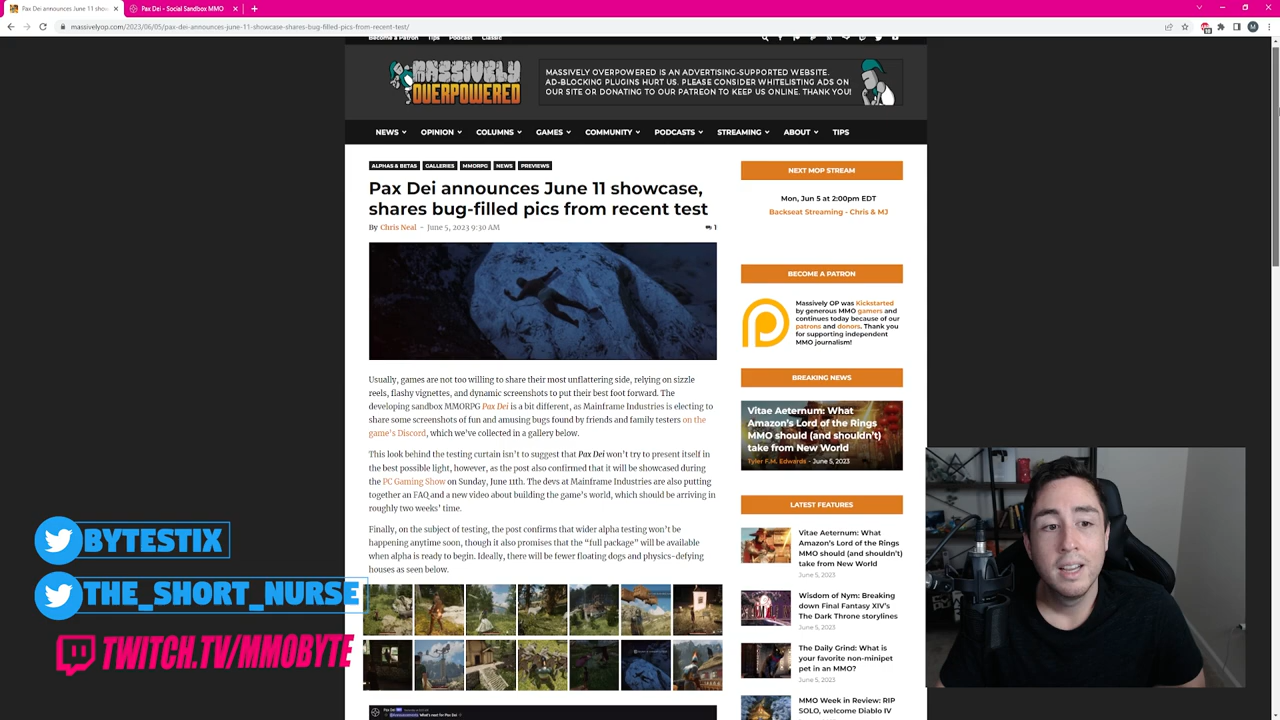 Pax Dei announces June 11 show
Pax Dei - Social Sandbox MMO
massivelyop.com/2023/06/05/pax-dei-announces-june-11-showcase-shares-bug-filled-pics-from-recent-test/
Become a Patron Tips Podcast Classic
MASSIVELY OVERPOWERED
MASSIVELY OVERPOWERED IS AN ADVERTISING-SUPPORTED WEBSITE.
AD-BLOCKING PLUGINS HURT US. PLEASE CONSIDER WHITELISTING ADS ON
OUR SITE OR DONATING TO OUR PATREON TO KEEP US ONLINE. THANK YOU!
NEWS OPINION COLUMNS GAMES COMMUNITY PODCASTS STREAMING ABOUT TIPS
ALPHAS & BETAS GALLERIES MMORPG NEWS PREVIEWS
Pax Dei announces June 11 showcase,
shares bug-filled pics from recent test
By Chris Neal - June 5, 2023 9:30 AM
1
Usually, games are not too willing to share their most unflattering side, relying on sizzle
reels, flashy vignettes, and dynamic screenshots to put their best foot forward. The
developing sandbox MMORPG Pax Dei is a bit different, as Mainframe Industries is electing to
share some screenshots of fun and amusing bugs found by friends and family testers on the
game's Discord, which we've collected in a gallery below.
This look behind the testing curtain isn't to suggest that Pax Dei won't try to present itself in
the best possible light, however, as the post also confirmed that it will be showcased during
the PC Gaming Show on Sunday, June 11th. The devs at Mainframe Industries are also putting
together an FAQ and a new video about building the game's world, which should be arriving in
roughly two weeks' time.
Finally, on the subject of testing, the post confirms that wider alpha testing won't be
happening anytime soon, though it also promises that the "full package" will be available
when alpha is ready to begin. Ideally, there will be fewer floating dogs and physics-defying
houses as seen below.
Pax Dei
What's next for Pax Dei
NEXT MOP STREAM
Mon, Jun 5 at 2:00pm EDT
Backseat Streaming - Chris & MJ
BECOME A PATRON
Massively OP was Kickstarted
by generous MMO gamers and
continues today because of our
patrons and donors. Thank you
for supporting independent
MMO journalism!
BREAKING NEWS
Vitae Aeternum: What
Amazon's Lord of the Rings
MMO should (and shouldn't)
take from New World
Tyler F.M. Edwards - June 5, 2023
LATEST FEATURES
Vitae Aeternum: What
Amazon's Lord of the Rings
MMO should (and shouldn't)
take from New World
June 5, 2023
Wisdom of Nym: Breaking
down Final Fantasy XIV's
The Dark Throne storylines
June 5, 2023
The Daily Grind: What is
your favorite non-minipet
pet in an MMO?
June 5, 2023
MMO Week in Review: RIP
SOLO, welcome Diablo IV
BYTESTIX
THE_SHORT_NURSE
TWITCH.TV/MMOBYTE